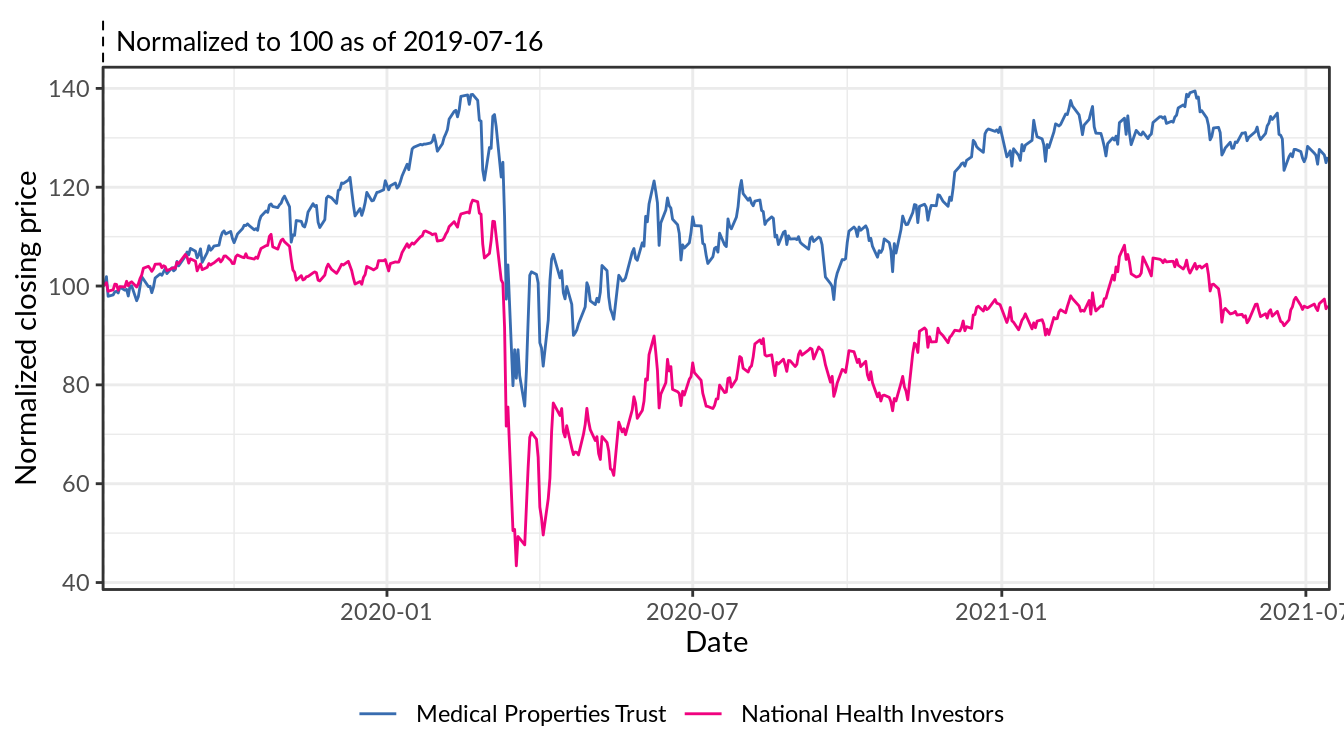 Normalized to 100 as of 2019-07-16
Normalized closing price
140
120
100
80
60
40
2020-01
2020-07
2021-01
2021-07
Date
Medical Properties Trust
National Health Investors